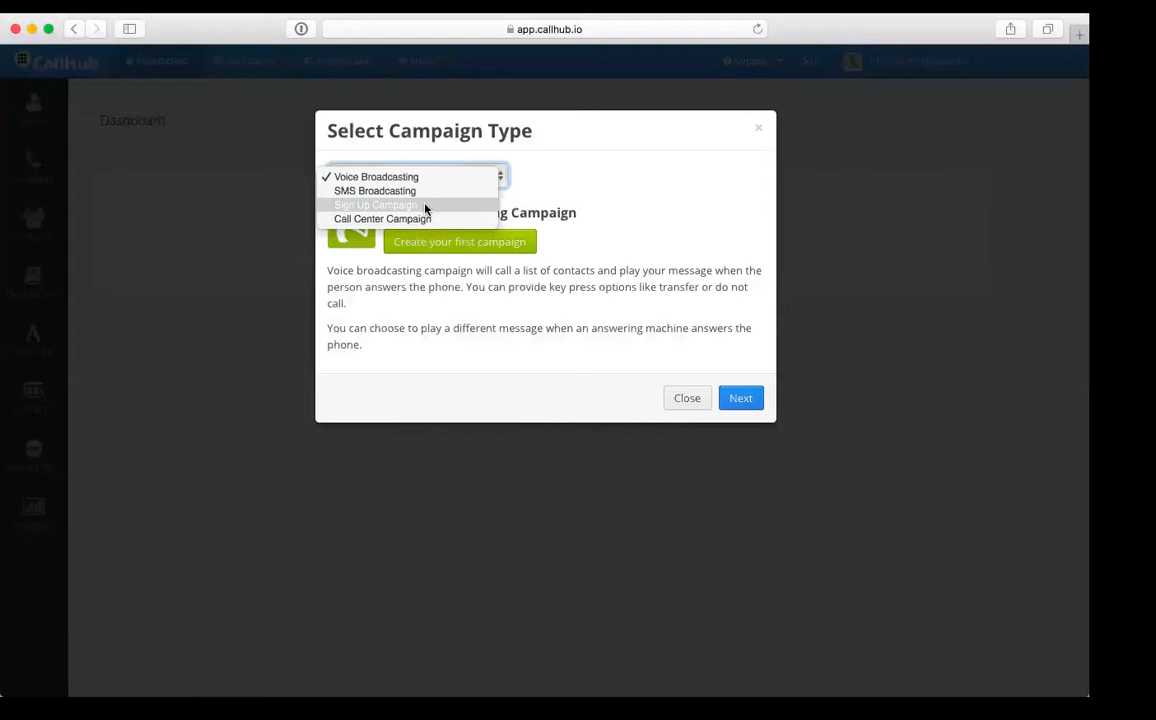 app.callhub.io
CallHub
Dashboard
Support
Dashboard
Select Campaign Type
×
✓ Voice Broadcasting
SMS Broadcasting
Sign Up Campaign
Call Center Campaign
g Campaign
Create your first campaign
Voice broadcasting campaign will call a list of contacts and play your message when the
person answers the phone. You can provide key press options like transfer or do not
call.
You can choose to play a different message when an answering machine answers the
phone.
Close
Next